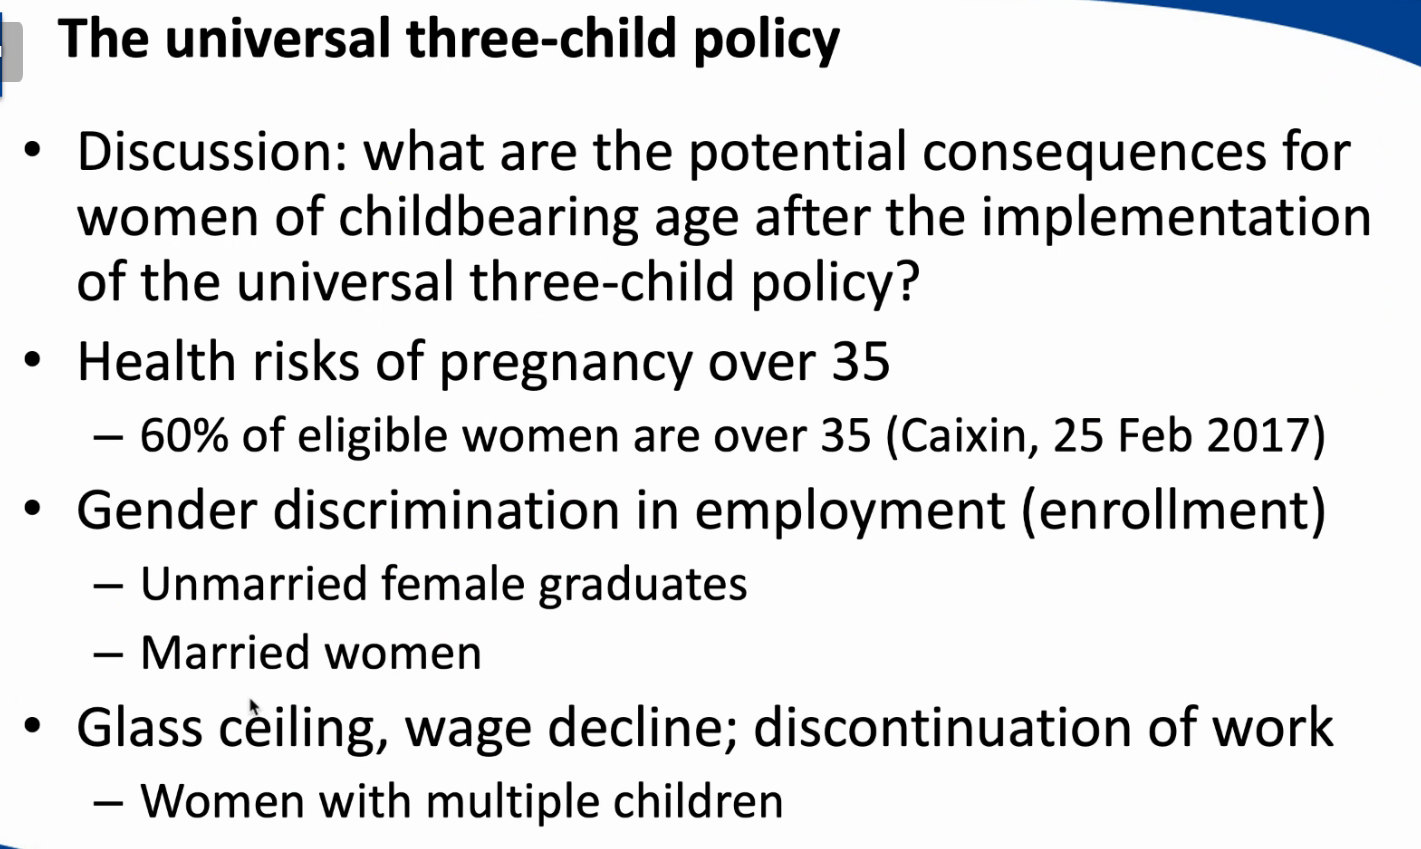 The universal three-child policy
• Discussion: what are the potential consequences for
women of childbearing age after the implementation
of the universal three-child policy?
• Health risks of pregnancy over 35
– 60% of eligible women are over 35 (Caixin, 25 Feb 2017)
• Gender discrimination in employment (enrollment)
– Unmarried female graduates
– Married women
• Glass ceiling, wage decline; discontinuation of work
– Women with multiple children